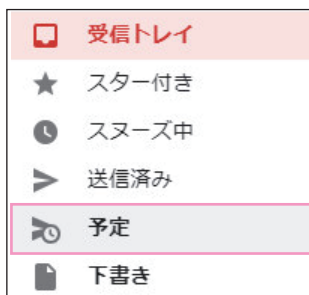 受信トレイ
スター付き
スヌーズ中
送信済み
予定
下書き